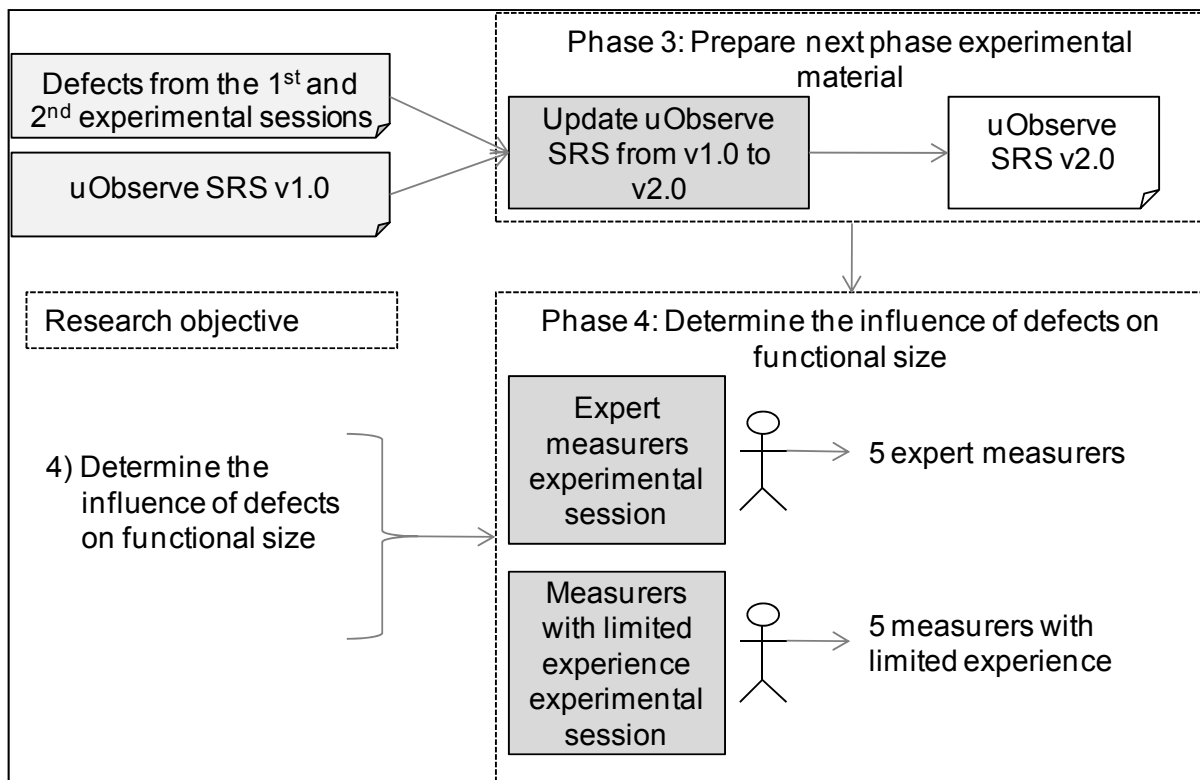 Phase 3: Prepare next phase experimental
material
Defects from the 1st and
2nd experimental sessions
uObserve SRS v1.0
Update uObserve
SRS from v1.0 to
v2.0
uObserve
SRS v2.0
Research objective
4) Determine the
influence of defects
on functional size
Phase 4: Determine the influence of defects on
functional size
Expert
measurers
experimental
session
5 expert measurers
Measurers
with limited
experience
experimental
session
5 measurers with
limited experience